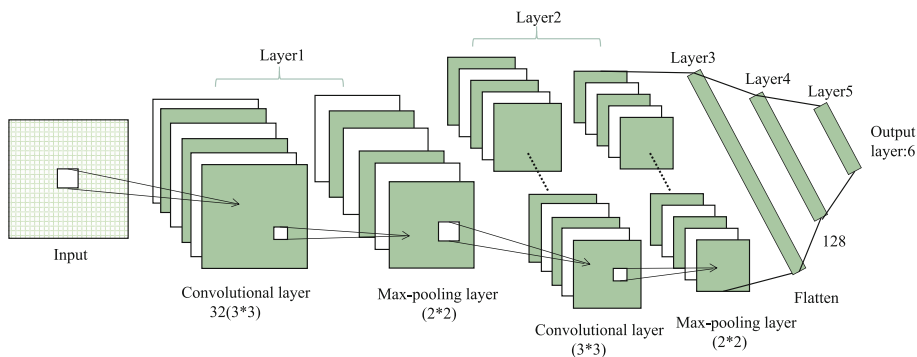 Layer1
Layer2
Layer3
Layer4
Layer5
Output
layer:6
Input
128
Flatten
Convolutional layer
32(3*3)
Max-pooling layer
(2*2)
Convolutional layer
(3*3)
Max-pooling layer
(2*2)